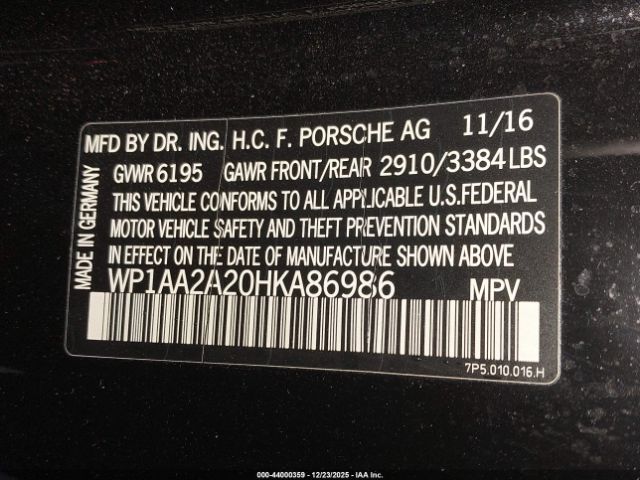 MFD BY DR. ING. H.C. F. PORSCHE AG 11/16
GVWR 6195 GAWR FRONT/REAR 2910/3384 LBS
THIS VEHICLE CONFORMS TO ALL APPLICABLE U.S.FEDERAL
MOTOR VEHICLE SAFETY AND THEFT PREVENTION STANDARDS
IN EFFECT ON THE DATE OF MANUFACTURE SHOWN ABOVE
WP1AA2A20HKA86986 MPV
MADE IN GERMANY
7P5.010.016.H
000-44000359 - 12/23/2025 - IAA Inc.